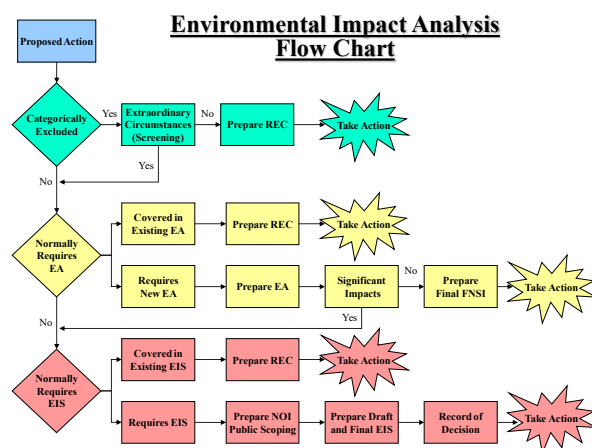 Environmental Impact Analysis
Flow Chart
Proposed Action
Categorically
Excluded
Yes
Extraordinary
Circumstances
(Screening)
No
Prepare REC
Take Action
Yes
No
Normally
Requires
EA
Covered in
Existing EA
Prepare REC
Take Action
Requires
New EA
Prepare EA
Significant
Impacts
No
Prepare
Final FNSI
Take Action
Yes
No
Normally
Requires
EIS
Covered in
Existing EIS
Prepare REC
Take Action
Requires EIS
Prepare NOI
Public Scoping
Prepare Draft
and Final EIS
Record of
Decision
Take Action